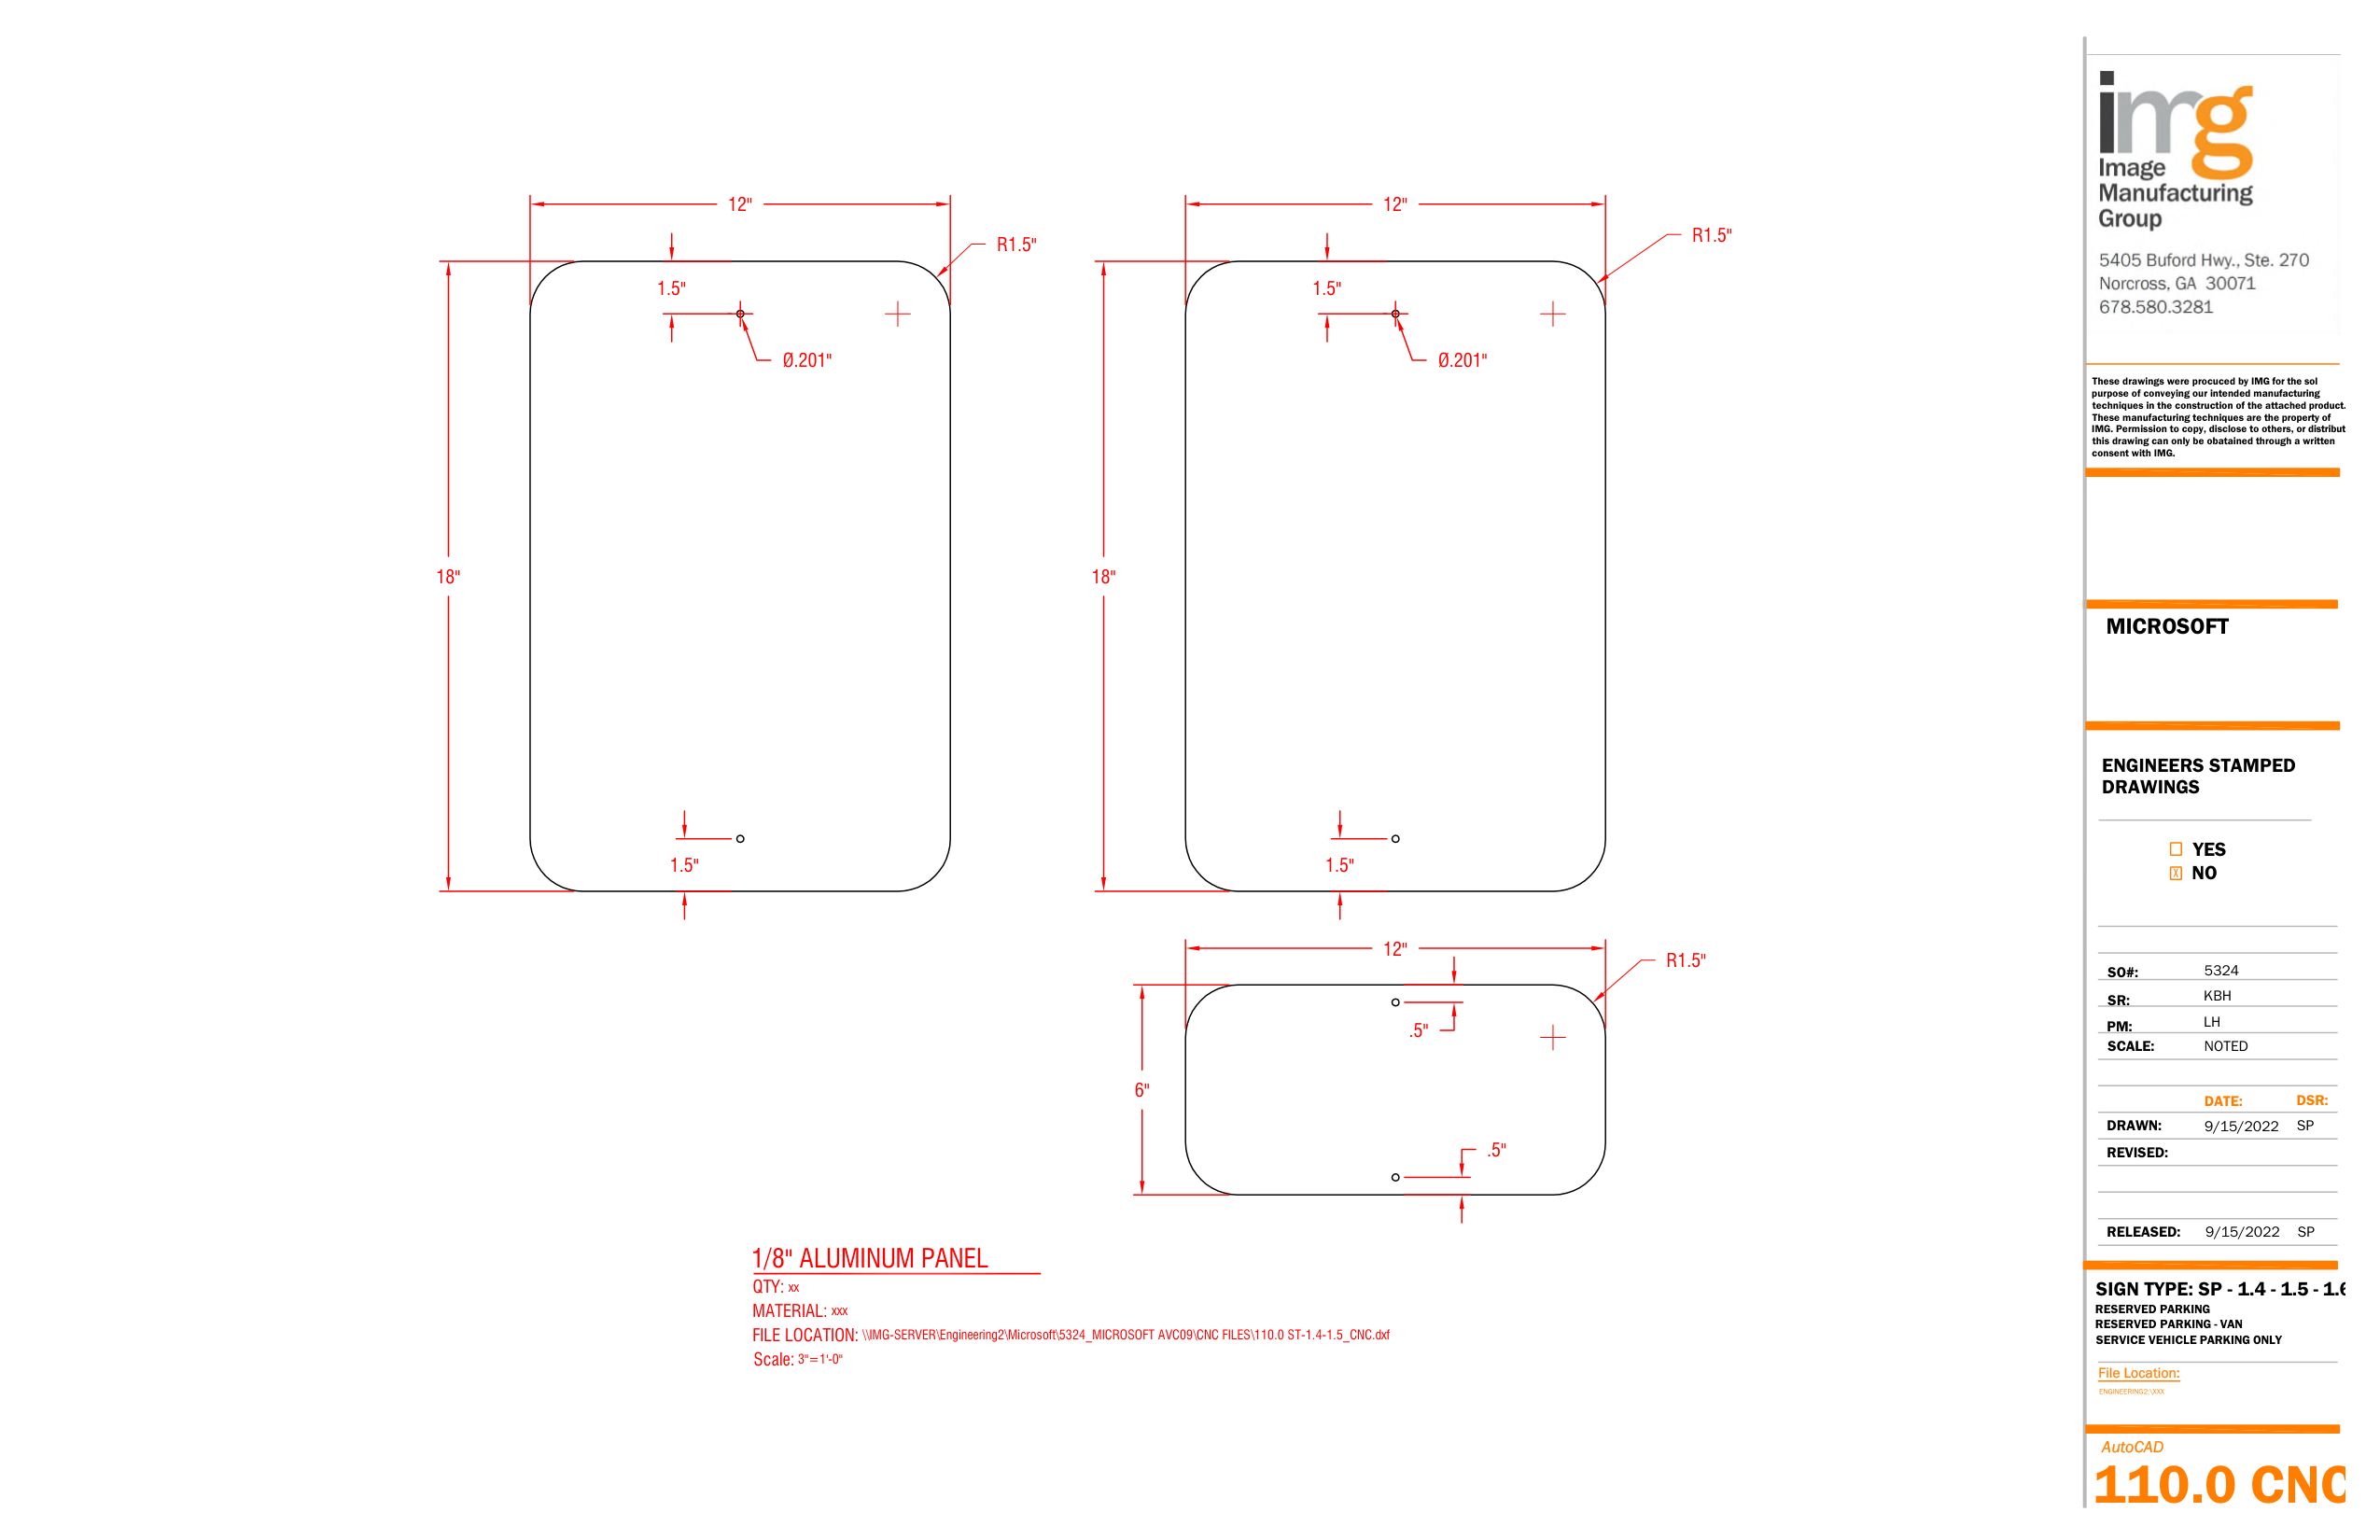 12"
R1.5"
1.5"
Ø.201"
18"
1.5"
12"
R1.5"
1.5"
Ø.201"
18"
1.5"
12"
R1.5"
.5"
6"
.5"
1/8" ALUMINUM PANEL
QTY: xx
MATERIAL: xxx
FILE LOCATION: \\IMG-SERVER\Engineering2\Microsoft\5324_MICROSOFT AVC09\CNC FILES\110.0 ST-1.4-1.5_CNC.dxf
Scale: 3"=1'-0"
img
Image
Manufacturing
Group
5405 Buford Hwy., Ste. 270
Norcross, GA 30071
678.580.3281
These drawings were procuced by IMG for the sol
purpose of conveying our intended manufacturing
techniques in the construction of the attached product.
These manufacturing techniques are the property of
IMG. Permission to copy, disclose to others, or distribut
this drawing can only be obatained through a written
consent with IMG.
MICROSOFT
ENGINEERS STAMPED
DRAWINGS
YES
X NO
SO#: 5324
SR: KBH
PM: LH
SCALE: NOTED
DATE: DSR:
DRAWN: 9/15/2022 SP
REVISED:
RELEASED: 9/15/2022 SP
SIGN TYPE: SP - 1.4 - 1.5 - 1.6
RESERVED PARKING
RESERVED PARKING - VAN
SERVICE VEHICLE PARKING ONLY
File Location:
ENGINEERING2:\XXX
AutoCAD
110.0 CNC